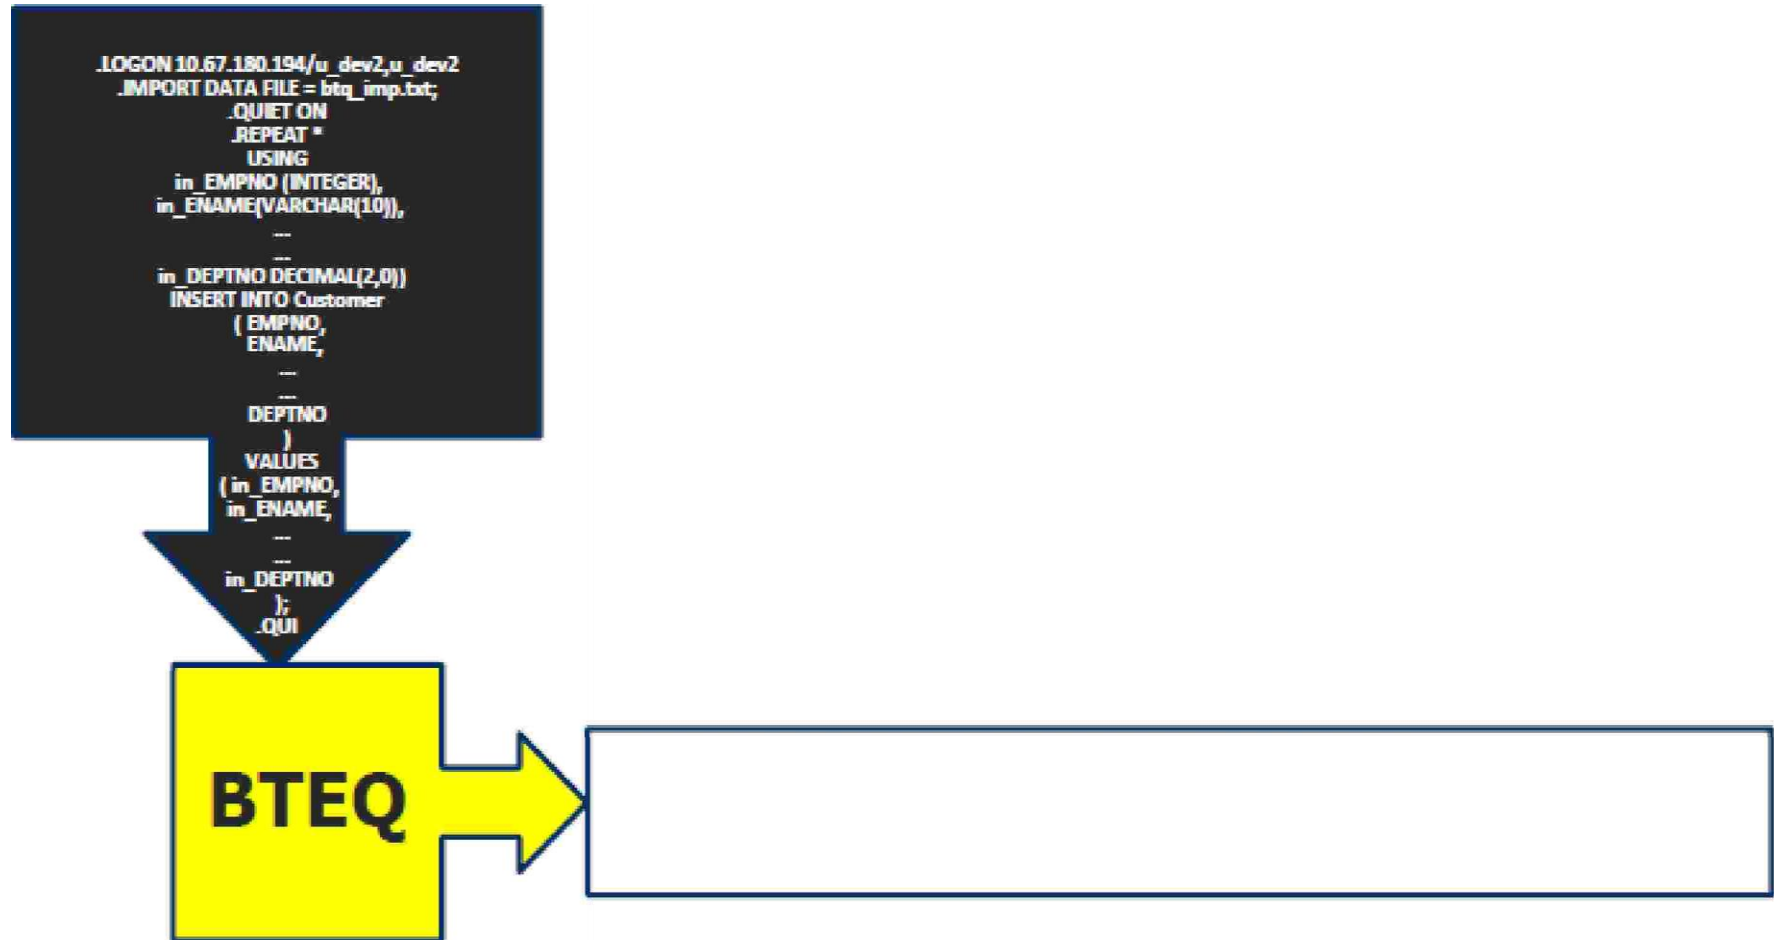 .LOGON 10.67.180.194/u_dev2,u_dev2
.IMPORT DATA FILE = btq_imp.txt;
.QUIET ON
.REPEAT *
USING
in_EMPNO (INTEGER),
in_ENAME(VARCHAR(10)),
...
...
in_DEPTNO DECIMAL(2,0))
INSERT INTO Customer
( EMPNO,
ENAME,
...
...
DEPTNO
)
VALUES
( in_EMPNO,
in_ENAME,
...
...
in_DEPTNO
);
.QUI
BTEQ